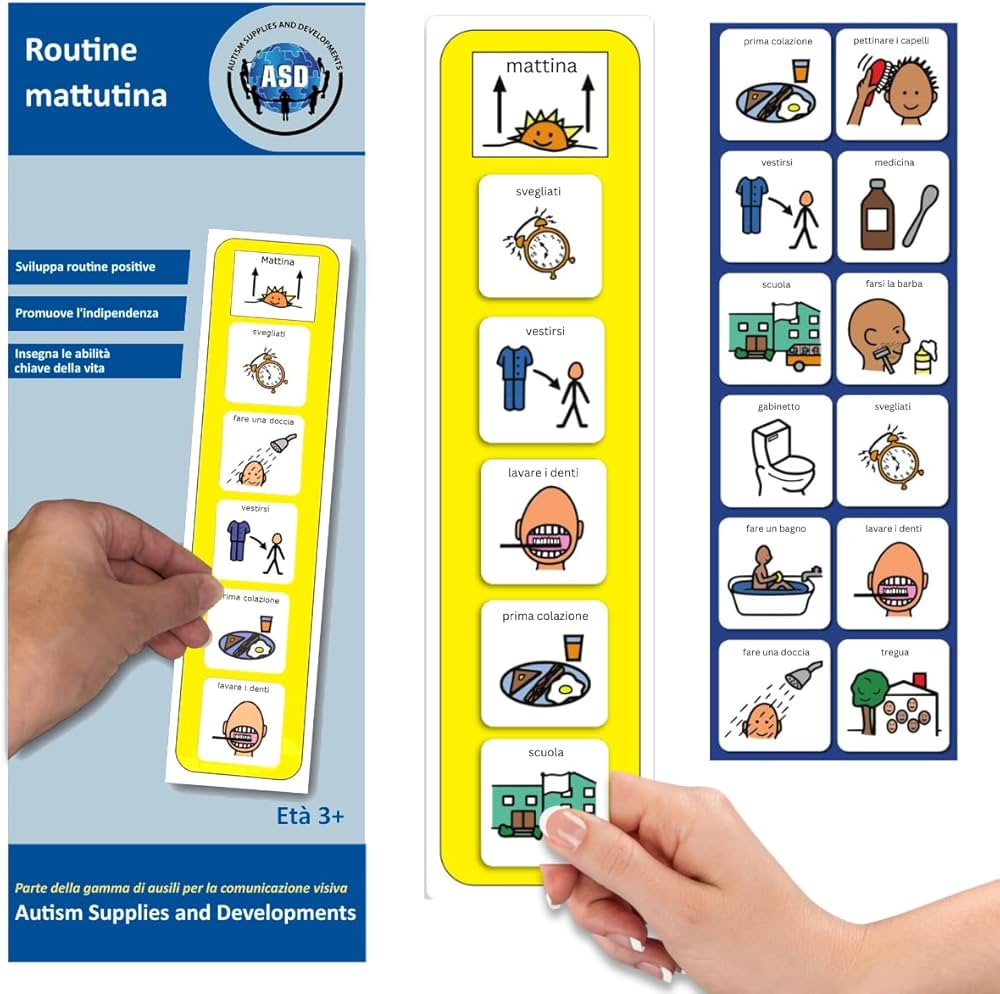 Routine
mattutina
AUTISM SUPPLIES AND DEVELOPMENTS
ASD
Sviluppa routine positive
Promuove l'indipendenza
Insegna le abilità
chiave della vita
Mattina
svegliati
fare una doccia
vestirsi
rima colazione
lavare i denti
Età 3+
Parte della gamma di ausili per la comunicazione visiva
Autism Supplies and Developments
mattina
svegliati
vestirsi
lavare i denti
prima colazione
scuola
prima colazione
pettinare i capelli
vestirsi
medicina
scuola
farsi la barba
gabinetto
svegliati
fare un bagno
lavare i denti
fare una doccia
tregua